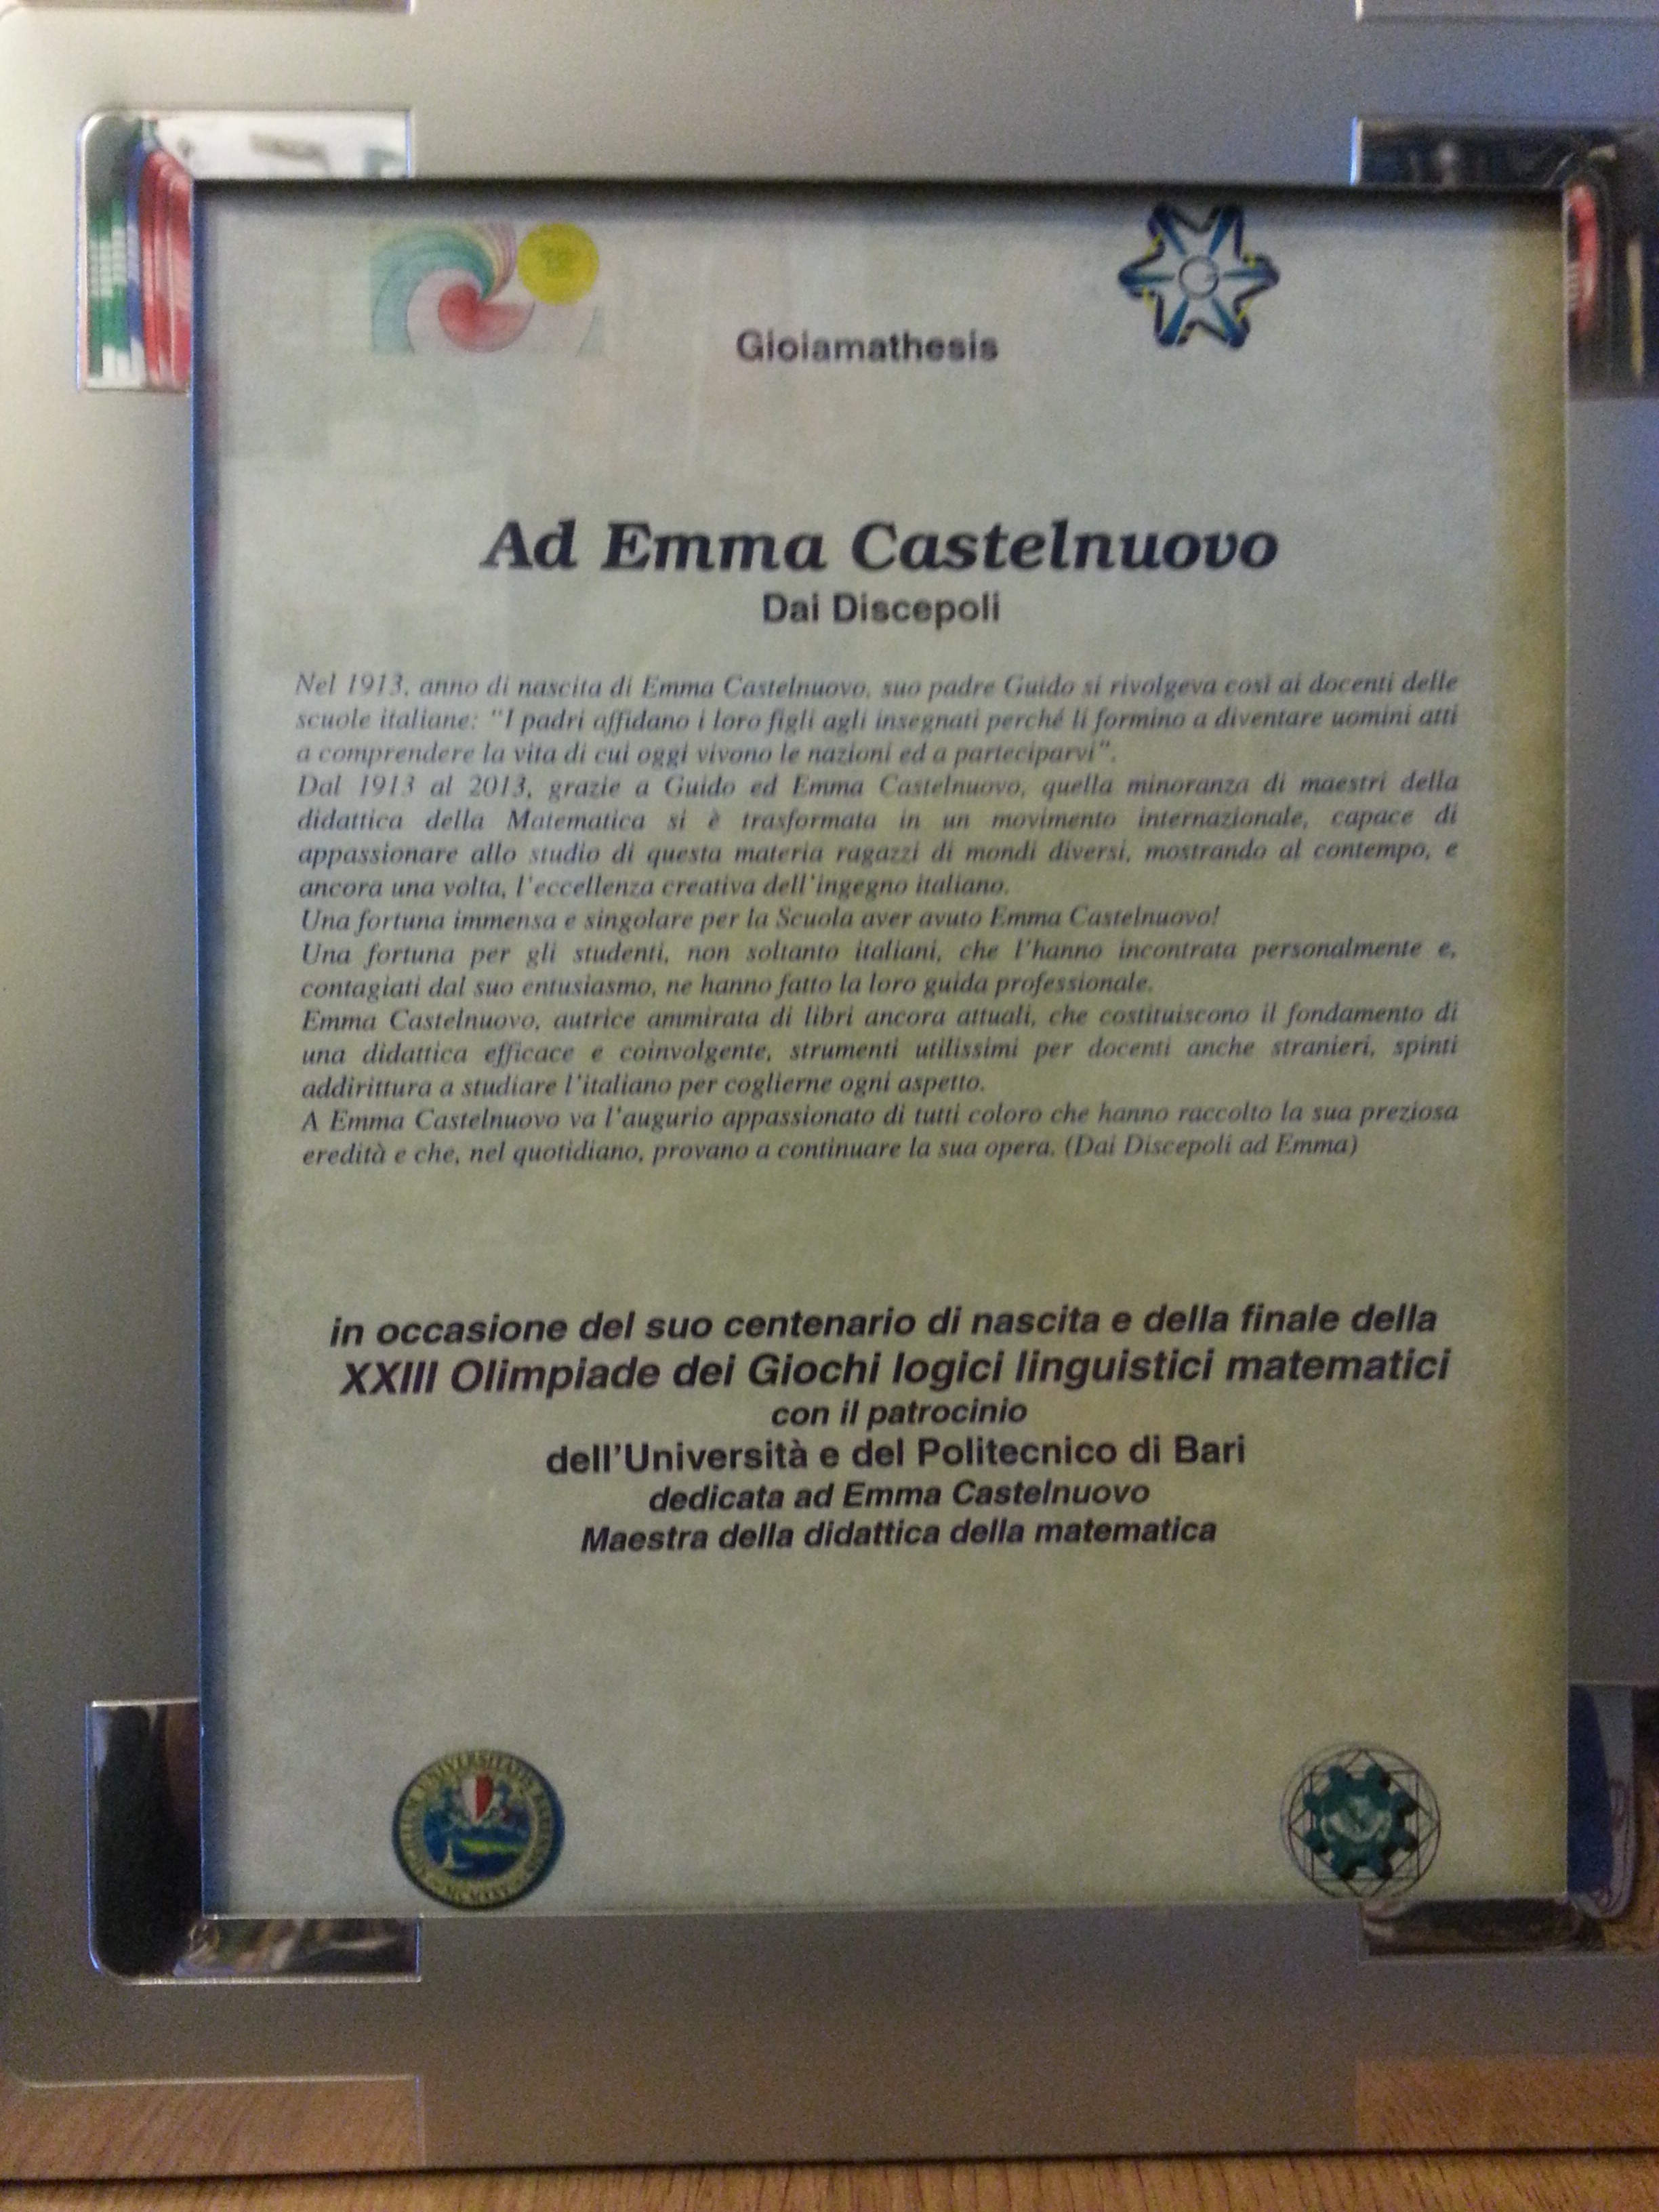 Gioiamathesis
Ad Emma Castelnuovo
Dai Discepoli
Nel 1913, anno di nascita di Emma Castelnuovo, suo padre Guido si rivolgeva così ai docenti delle
scuole italiane: "I padri affidano i loro figli agli insegnati perché li formino a diventare uomini atti
a comprendere la vita di cui oggi vivono le nazioni ed a parteciparvi".
Dal 1913 al 2013, grazie a Guido ed Emma Castelnuovo, quella minoranza di maestri della
didattica della Matematica si è trasformata in un movimento internazionale, capace di
appassionare allo studio di questa materia ragazzi di mondi diversi, mostrando al contempo, e
ancora una volta, l'eccellenza creativa dell'ingegno italiano.
Una fortuna immensa e singolare per la Scuola aver avuto Emma Castelnuovo!
Una fortuna per gli studenti, non soltanto italiani, che l'hanno incontrata personalmente e,
contagiati dal suo entusiasmo, ne hanno fatto la loro guida professionale.
Emma Castelnuovo, autrice ammirata di libri ancora attuali, che costituiscono il fondamento di
una didattica efficace e coinvolgente, strumenti utilissimi per docenti anche stranieri, spinti
addirittura a studiare l'italiano per coglierne ogni aspetto.
A Emma Castelnuovo va l'augurio appassionato di tutti coloro che hanno raccolto la sua preziosa
eredità e che, nel quotidiano, provano a continuare la sua opera. (Dai Discepoli ad Emma)
in occasione del suo centenario di nascita e della finale della
XXIII Olimpiade dei Giochi logici linguistici matematici
con il patrocinio
dell'Università e del Politecnico di Bari
dedicata ad Emma Castelnuovo
Maestra della didattica della matematica